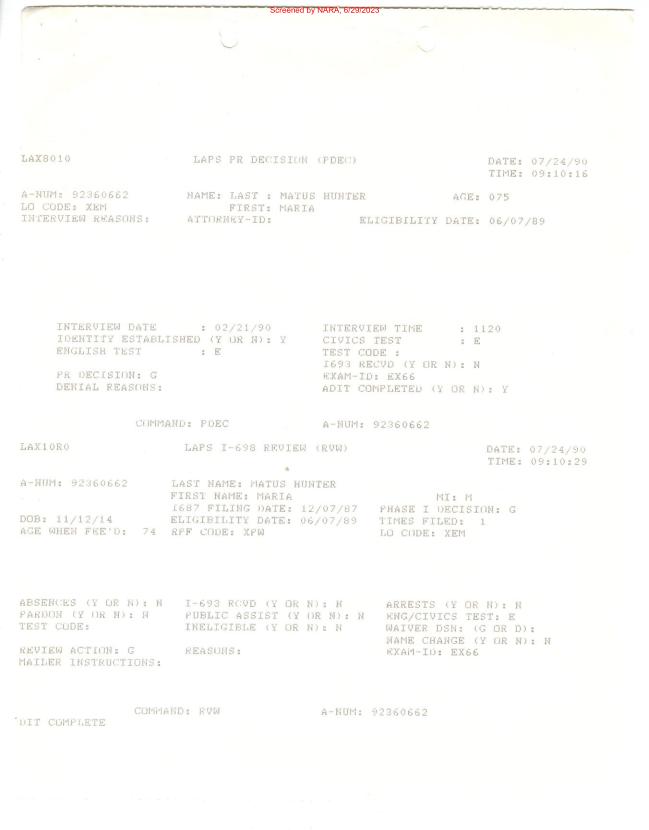 Screened by NARA, 6/29/2023
LAX8010 LAPS PR DECISION (PDEC) DATE: 07/24/90
TIME: 09:10:16
A-NUM: 92360662 NAME: LAST : MATUS HUNTER AGE: 075
LO CODE: XEM FIRST: MARIA
INTERVIEW REASONS: ATTORNEY-ID: ELIGIBILITY DATE: 06/07/89
INTERVIEW DATE : 02/21/90 INTERVIEW TIME : 1120
IDENTITY ESTABLISHED (Y OR N): Y CIVICS TEST : E
ENGLISH TEST : E TEST CODE :
I693 RECVD (Y OR N): N
PR DECISION: G EXAM-ID: EX66
DENIAL REASONS: ADIT COMPLETED (Y OR N): Y
COMMAND: PDEC A-NUM: 92360662
LAX10R0 LAPS I-698 REVIEW (RVW) DATE: 07/24/90
TIME: 09:10:29
*
A-NUM: 92360662 LAST NAME: MATUS HUNTER
FIRST NAME: MARIA MI: M
I687 FILING DATE: 12/07/87 PHASE I DECISION: G
DOB: 11/12/14 ELIGIBILITY DATE: 06/07/89 TIMES FILED: 1
AGE WHEN FEE'D: 74 RPF CODE: XPW LO CODE: XEM
ABSENCES (Y OR N): N I-693 RCVD (Y OR N): N ARRESTS (Y OR N): N
PARDON (Y OR N): N PUBLIC ASSIST (Y OR N): N ENG/CIVICS TEST: E
TEST CODE: INELIGIBLE (Y OR N): N WAIVER DSN: (G OR D):
NAME CHANGE (Y OR N): N
REVIEW ACTION: G REASONS: EXAM-ID: EX66
MAILER INSTRUCTIONS:
COMMAND: RVW A-NUM: 92360662
DIT COMPLETE